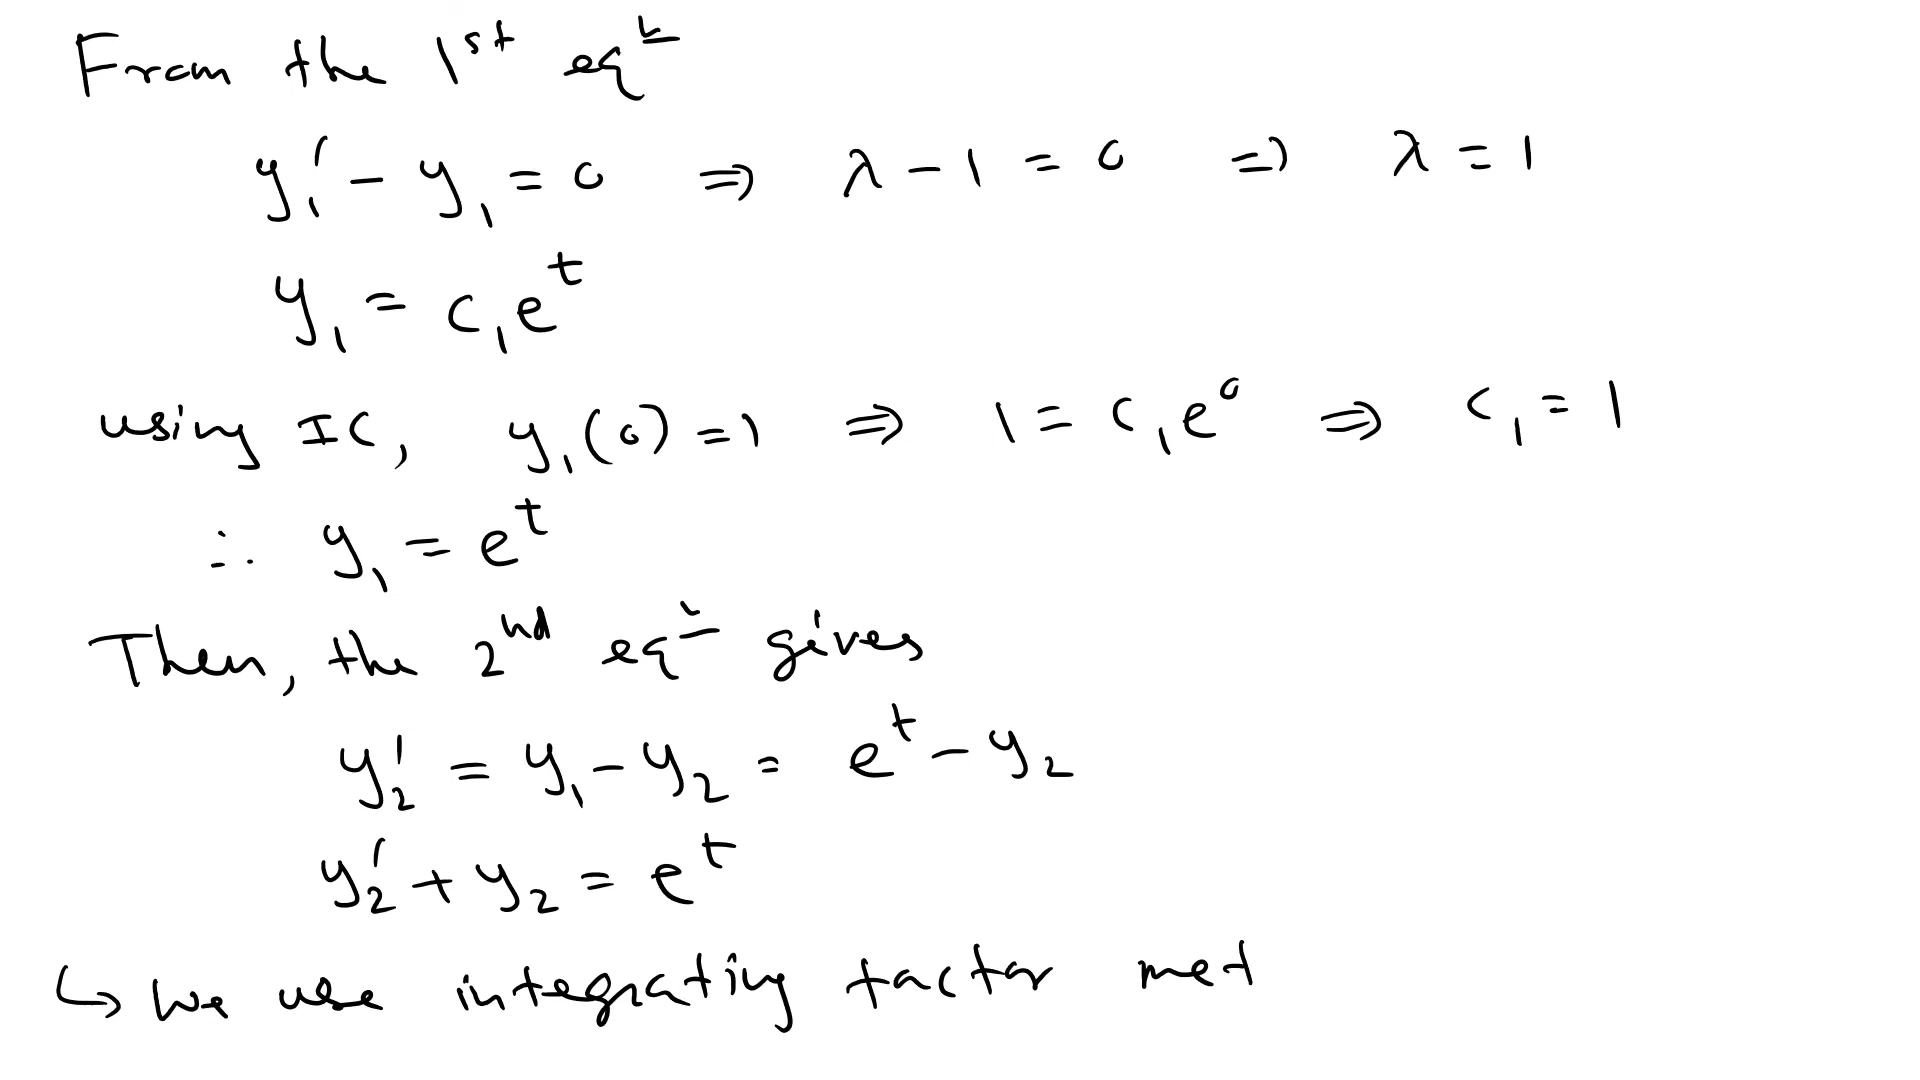 From the 1st eqn
y₁′ − y₁ = 0 ⇒ λ − 1 = 0 ⇒ λ = 1
y₁ = c₁eᵗ
using IC, y₁(0) = 1 ⇒ 1 = c₁e⁰ ⇒ c₁ = 1
∴ y₁ = eᵗ
Then, the 2nd eqn gives
y₂′ = y₁ − y₂ = eᵗ − y₂
y₂′ + y₂ = eᵗ
↳ We use integrating factor met